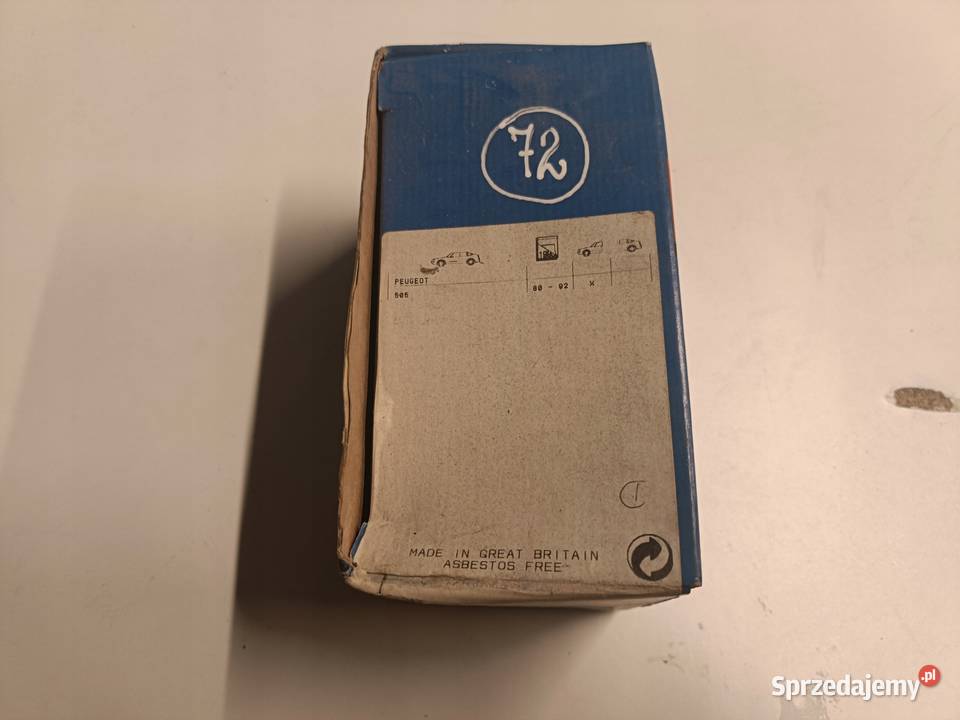 72
PEUGEOT
505 80 - 92 X
MADE IN GREAT BRITAIN
ASBESTOS FREE
Sprzedajemy.pl